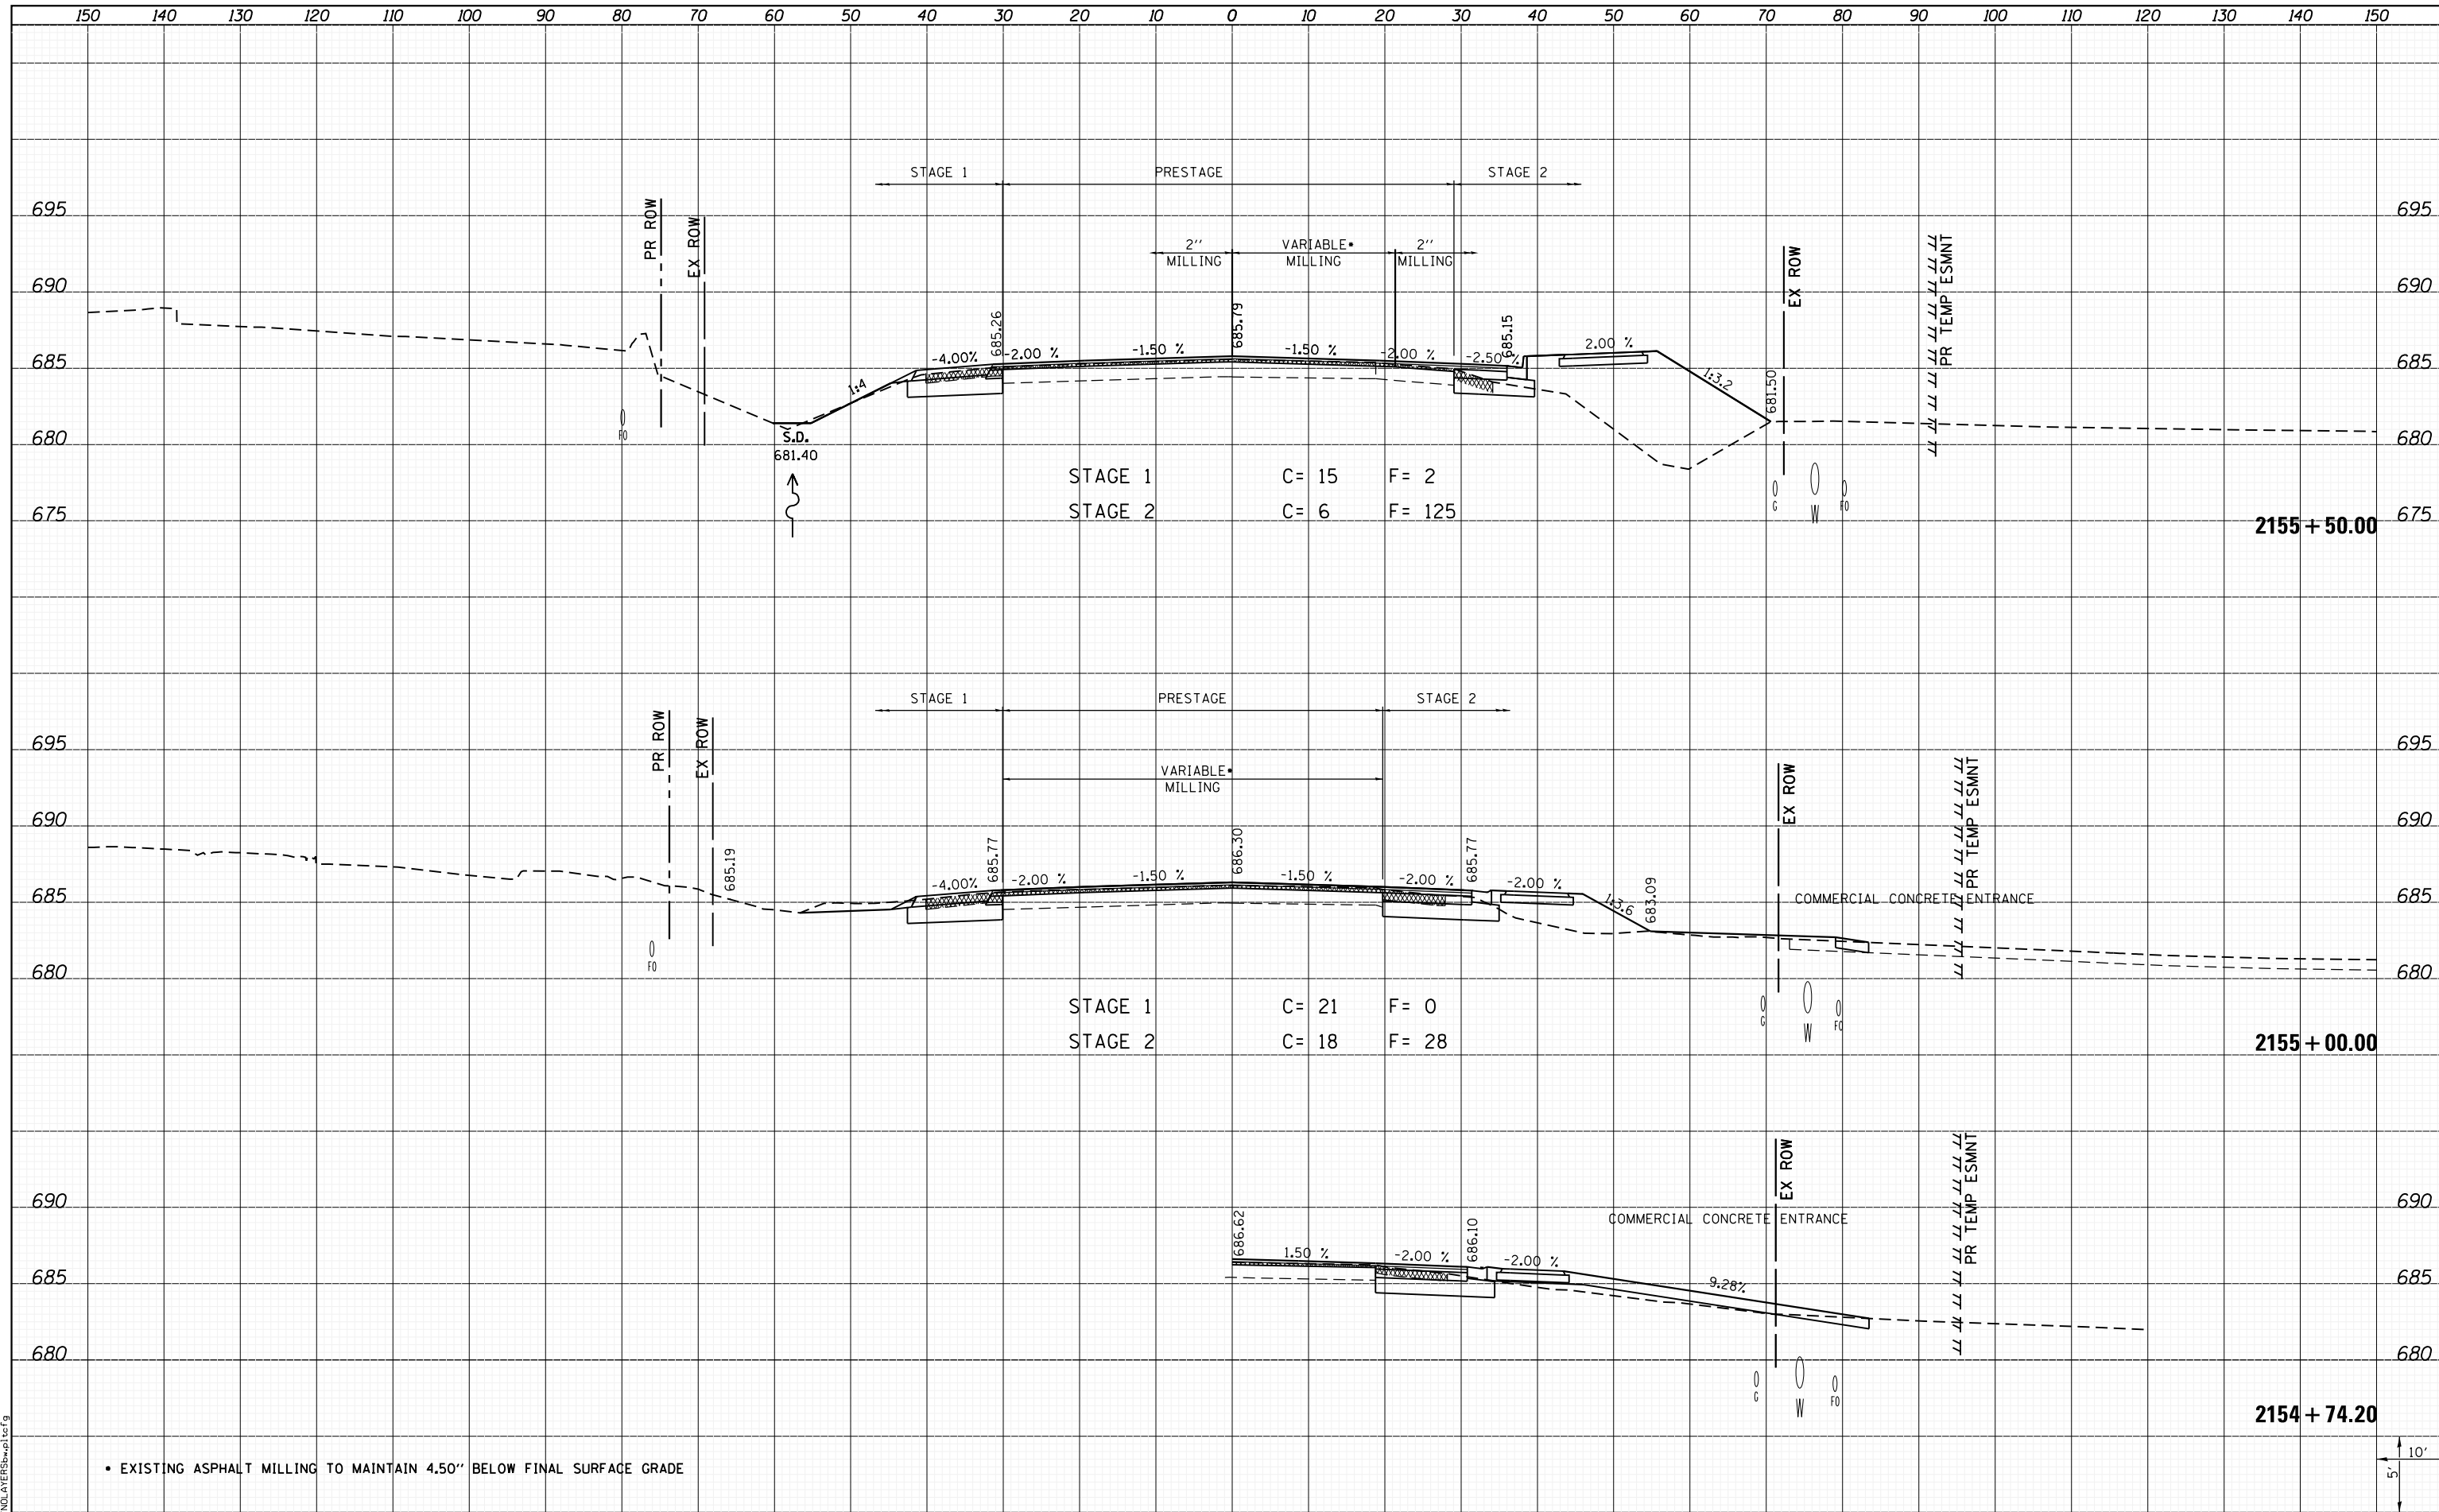 150 140 130 120 110 100 90 80 70 60 50 40 30 20 10 0 10 20 30 40 50 60 70 80 90 100 110 120 130 140 150
STAGE 1 PRESTAGE STAGE 2
695 695
PR ROW
EX ROW
2'' VARIABLE• 2''
MILLING MILLING MILLING
EX ROW
PR TEMP ESMNT
690 690
685.26
685.79
685.15
685 685
-4.00% -2.00 % -1.50 % -1.50 % -2.00 % -2.50 % 2.00 %
1:4
1:3.2
681.50
FO
680 680
S.D.
681.40
STAGE 1 C= 15 F= 2
STAGE 2 C= 6 F= 125
G W FO
675 675
2155+50.00
STAGE 1 PRESTAGE STAGE 2
695 695
PR ROW
EX ROW
VARIABLE•
MILLING
EX ROW
PR TEMP ESMNT
690 690
685.19
685.77
686.30
685.77
683.09
685 685
-4.00% -2.00 % -1.50 % -1.50 % -2.00 % -2.00 %
1:3.6
COMMERCIAL CONCRETE ENTRANCE
FO
680 680
STAGE 1 C= 21 F= 0
STAGE 2 C= 18 F= 28
G W FO
2155+00.00
EX ROW
PR TEMP ESMNT
690 690
COMMERCIAL CONCRETE ENTRANCE
686.62
686.10
1.50 % -2.00 % -2.00 %
9.28%
685 685
680 680
G W FO
2154+74.20
• EXISTING ASPHALT MILLING TO MAINTAIN 4.50'' BELOW FINAL SURFACE GRADE
10'
5'
NOLAYERSbw.pltcfg